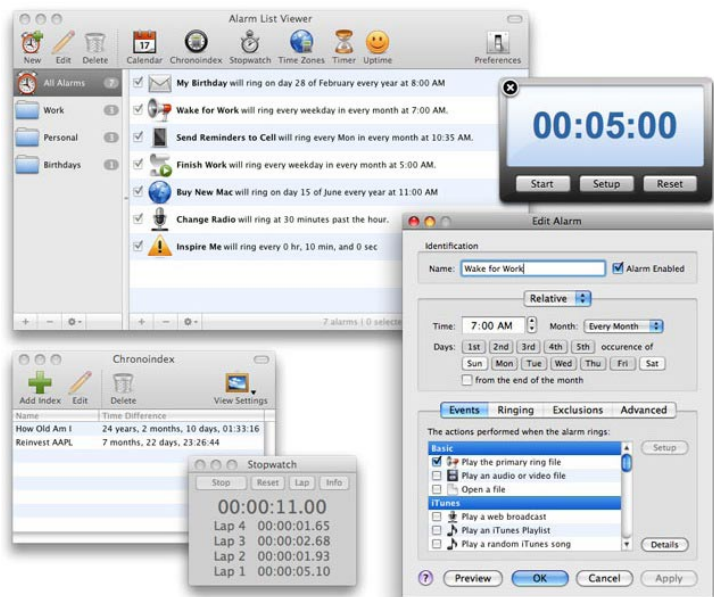 Alarm List Viewer
New Edit Delete Calendar Chronoindex Stopwatch Time Zones Timer Uptime Preferences
17
All Alarms 7
Work 3
Personal 3
Birthdays 1
My Birthday will ring on day 28 of February every year at 8:00 AM
Wake for Work will ring every weekday in every month at 7:00 AM.
Send Reminders to Cell will ring every Mon in every month at 10:35 AM.
Finish Work will ring every weekday in every month at 5:00 AM.
Buy New Mac will ring on day 15 of June every year at 11:00 AM
Change Radio will ring at 30 minutes past the hour.
Inspire Me will ring every 0 hr, 10 min, and 0 sec
7 alarms | 0 selecte
00:05:00
Start Setup Reset
Edit Alarm
Identification
Name: Wake for Work Alarm Enabled
Relative
Time: 7:00 AM Month: Every Month
Days: 1st 2nd 3rd 4th 5th occurence of
Sun Mon Tue Wed Thu Fri Sat
from the end of the month
Events Ringing Exclusions Advanced
The actions performed when the alarm rings:
Basic
Setup
Play the primary ring file
Play an audio or video file
Open a file
iTunes
Play a web broadcast
Play an iTunes Playlist
Play a random iTunes song
Details
? Preview OK Cancel Apply
Chronoindex
Add Index Edit Delete View Settings
Name Time Difference
How Old Am I 24 years, 2 months, 10 days, 01:33:16
Reinvest AAPL 7 months, 22 days, 23:26:44
Stopwatch
Stop Reset Lap Info
00:00:11.00
Lap 4 00:00:01.65
Lap 3 00:00:02.68
Lap 2 00:00:01.93
Lap 1 00:00:05.10